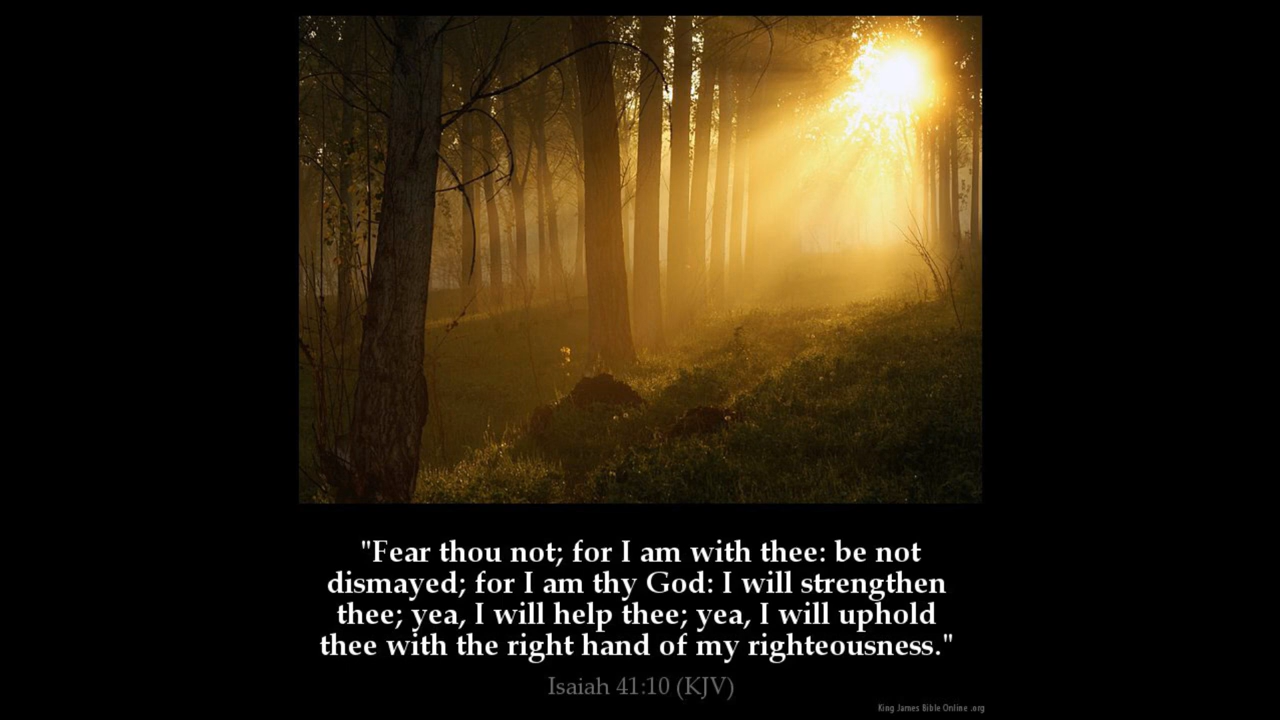 "Fear thou not; for I am with thee: be not
dismayed; for I am thy God: I will strengthen
thee; yea, I will help thee; yea, I will uphold
thee with the right hand of my righteousness."
Isaiah 41:10 (KJV)
King James Bible Online .org